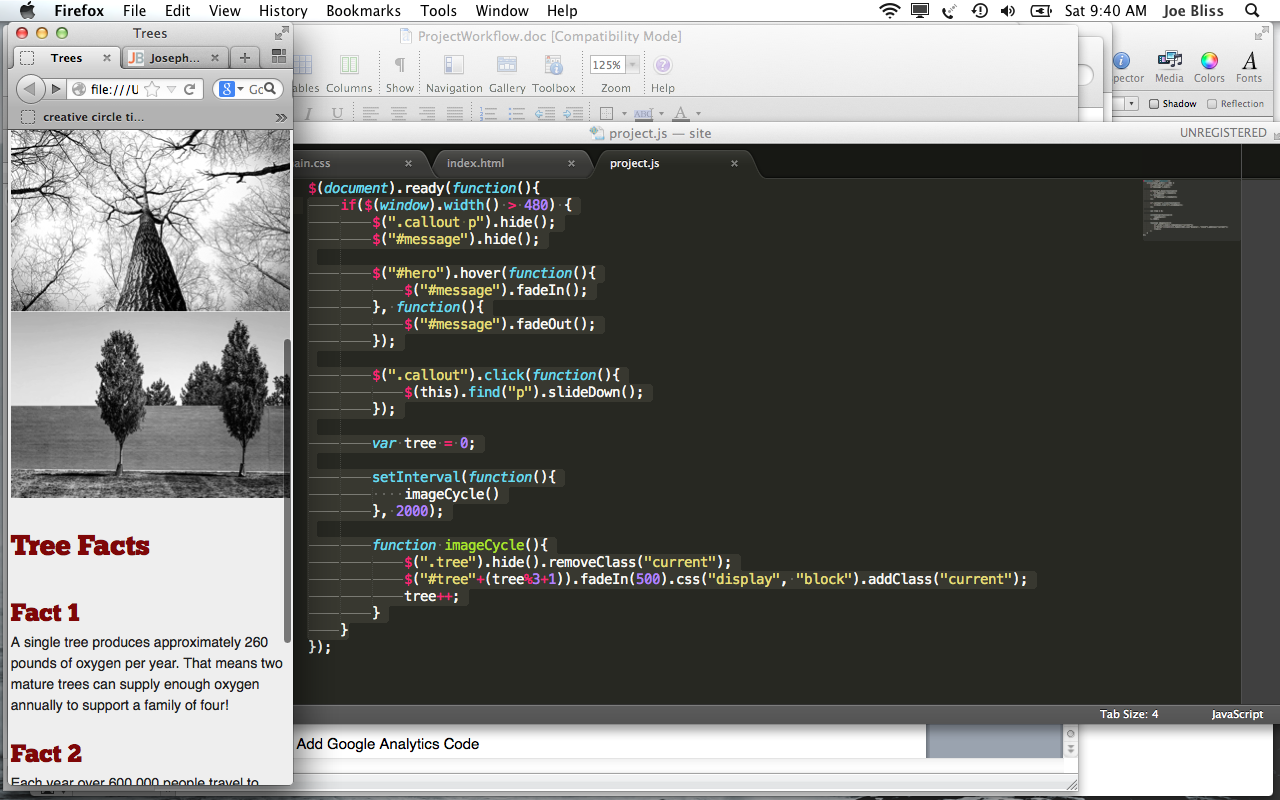 Firefox File Edit View History Bookmarks Tools Window Help Sat 9:40 AM Joe Bliss
Trees
Trees JB Joseph...
file:///U
creative circle ti...
Tree Facts
Fact 1
A single tree produces approximately 260
pounds of oxygen per year. That means two
mature trees can supply enough oxygen
annually to support a family of four!
Fact 2
Each year over 600,000 people travel to
ProjectWorkflow.doc [Compatibility Mode]
125%
ables Columns Show Navigation Gallery Toolbox Zoom Help
I U ABC A
pector Media Colors Fonts
Shadow Reflection
project.js — site UNREGISTERED
ain.css index.html project.js
$(document).ready(function(){
if($(window).width() > 480) {
$(".callout p").hide();
$("#message").hide();
$("#hero").hover(function(){
$("#message").fadeIn();
}, function(){
$("#message").fadeOut();
});
$(".callout").click(function(){
$(this).find("p").slideDown();
});
var tree = 0;
setInterval(function(){
imageCycle()
}, 2000);
function imageCycle(){
$(".tree").hide().removeClass("current");
$("#tree"+(tree%3+1)).fadeIn(500).css("display", "block").addClass("current");
tree++;
}
}
});
Tab Size: 4 JavaScript
Add Google Analytics Code